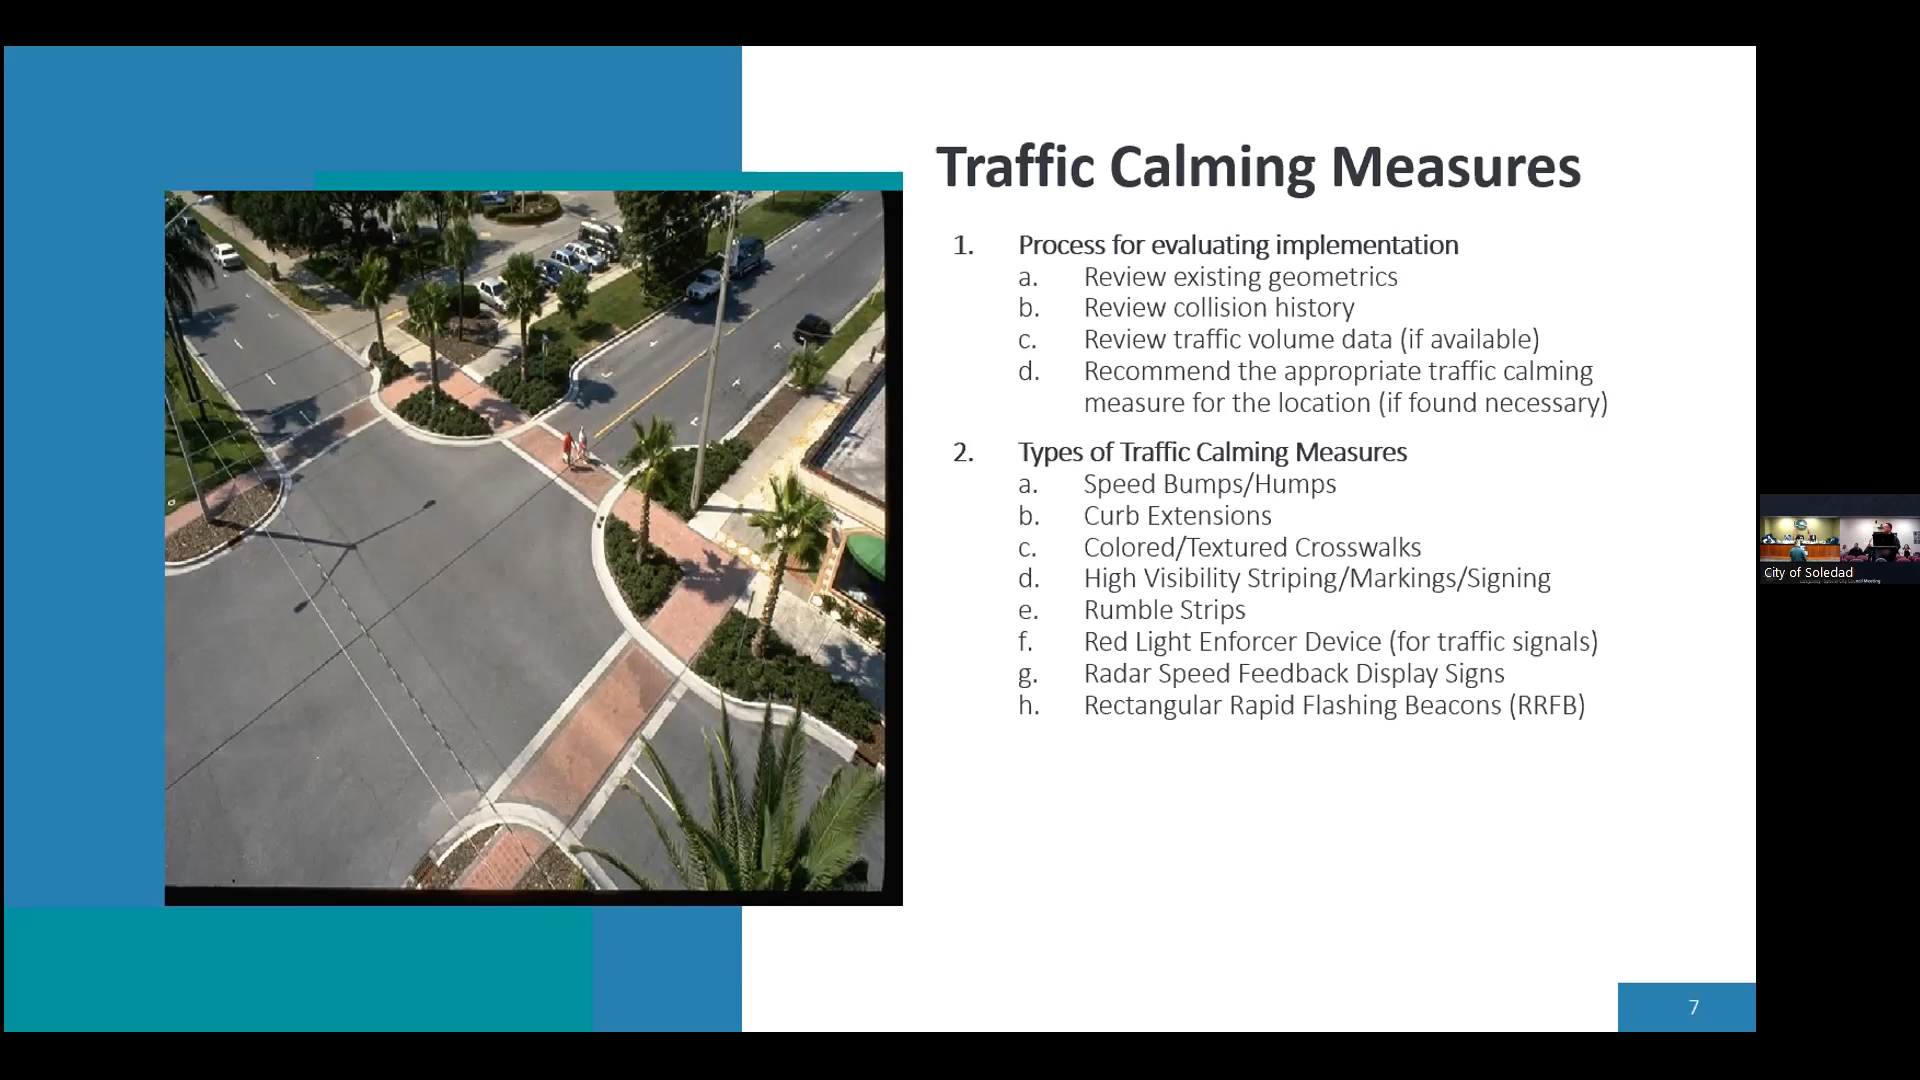 Traffic Calming Measures
1. Process for evaluating implementation
a. Review existing geometrics
b. Review collision history
c. Review traffic volume data (if available)
d. Recommend the appropriate traffic calming
measure for the location (if found necessary)
2. Types of Traffic Calming Measures
a. Speed Bumps/Humps
b. Curb Extensions
c. Colored/Textured Crosswalks
d. High Visibility Striping/Markings/Signing
e. Rumble Strips
f. Red Light Enforcer Device (for traffic signals)
g. Radar Speed Feedback Display Signs
h. Rectangular Rapid Flashing Beacons (RRFB)
7
City of Soledad